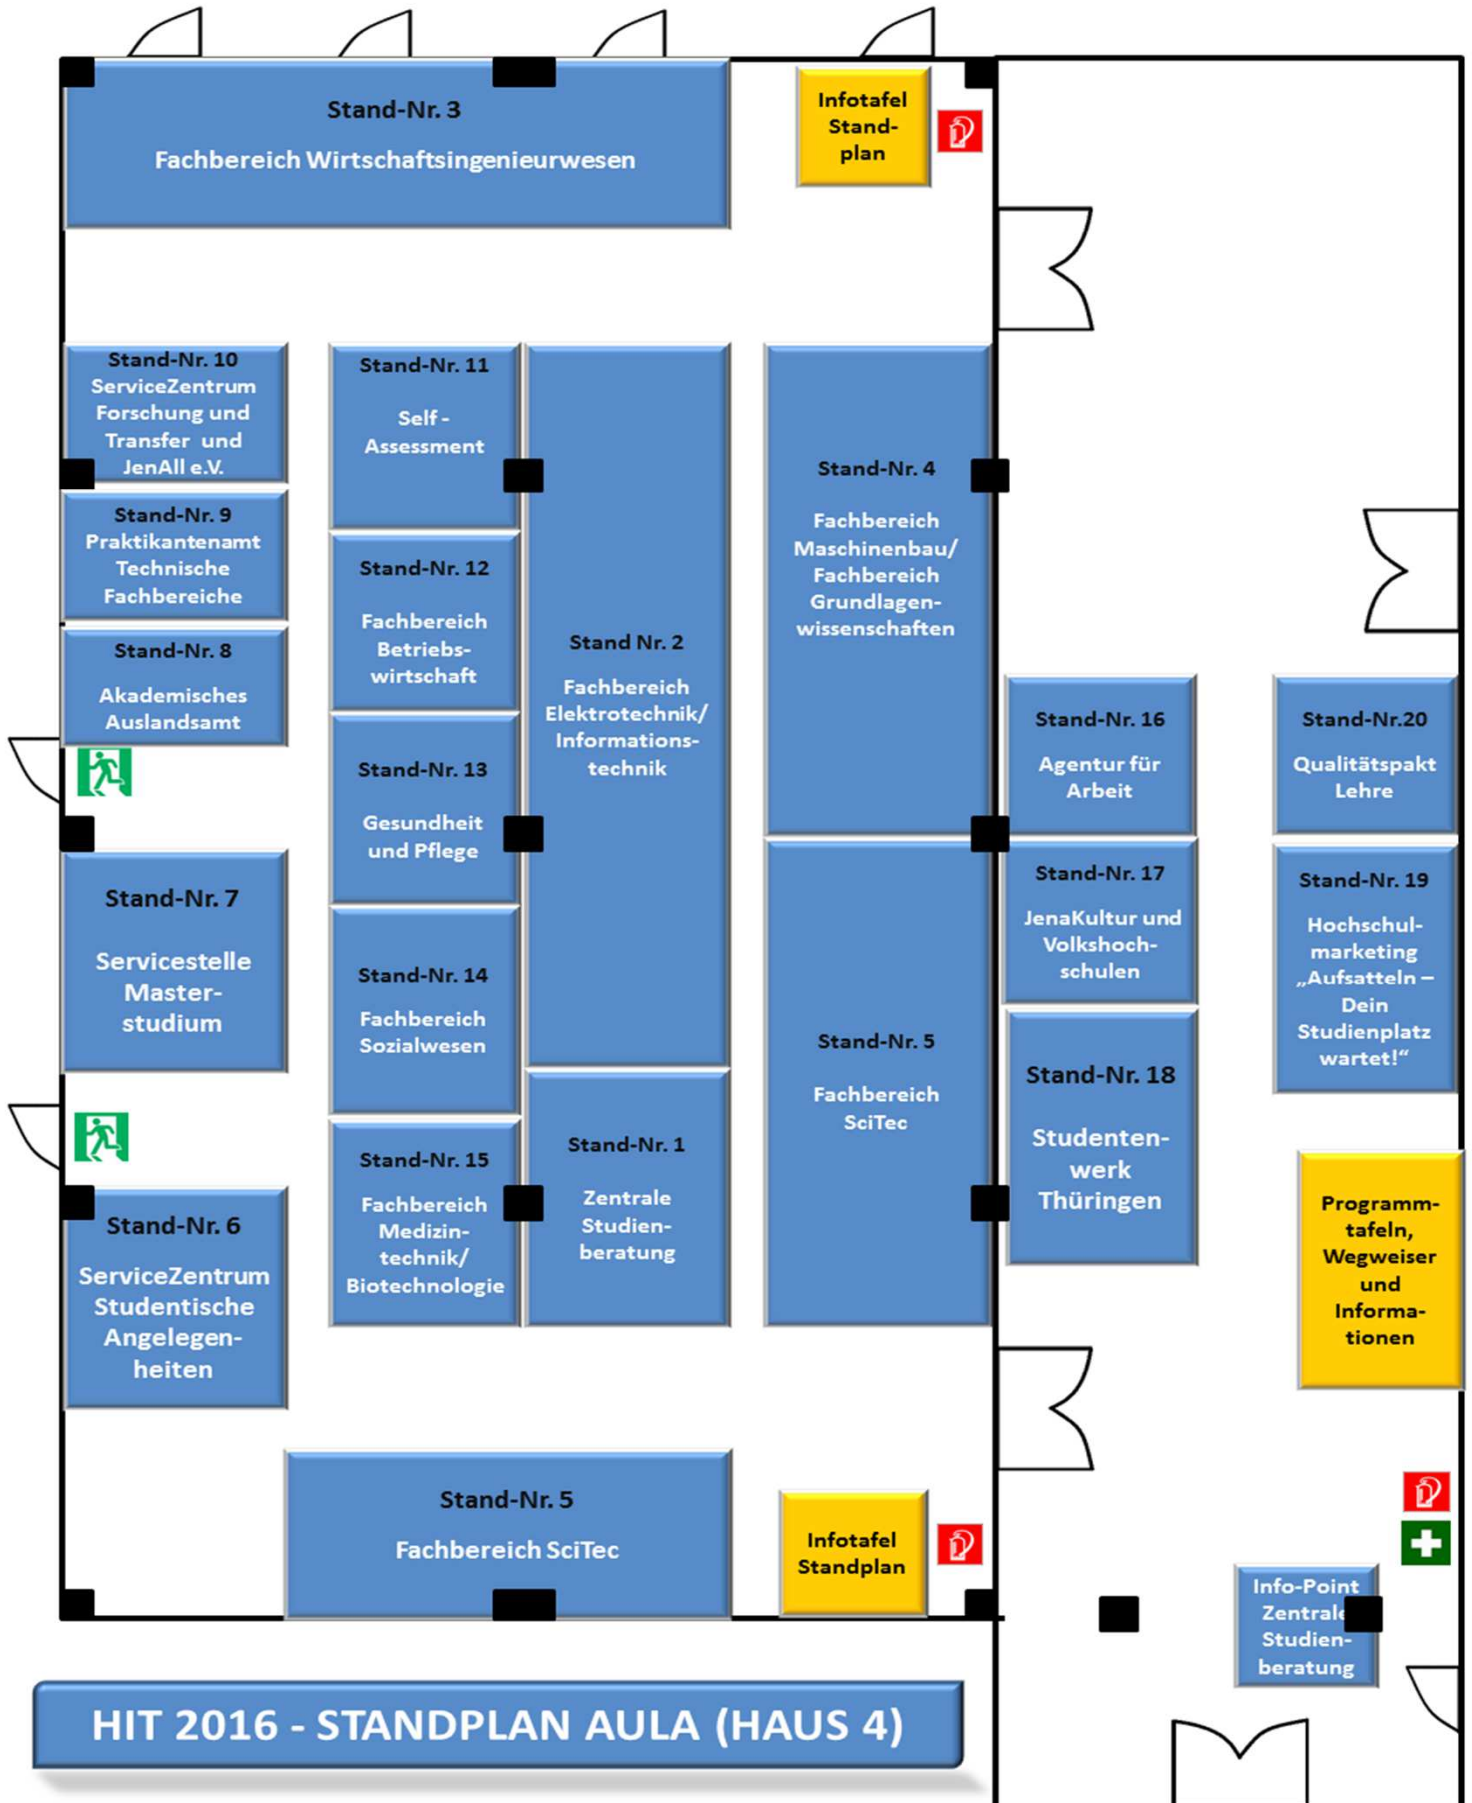 Stand-Nr. 3
Fachbereich Wirtschaftsingenieurwesen
Infotafel
Stand-
plan
Stand-Nr. 10
ServiceZentrum
Forschung und
Transfer und
JenAll e.V.
Stand-Nr. 9
Praktikantenamt
Technische
Fachbereiche
Stand-Nr. 8
Akademisches
Auslandsamt
Stand-Nr. 7
Servicestelle
Master-
studium
Stand-Nr. 6
ServiceZentrum
Studentische
Angelegen-
heiten
Stand-Nr. 11
Self -
Assessment
Stand-Nr. 12
Fachbereich
Betriebs-
wirtschaft
Stand-Nr. 13
Gesundheit
und Pflege
Stand-Nr. 14
Fachbereich
Sozialwesen
Stand-Nr. 15
Fachbereich
Medizin-
technik/
Biotechnologie
Stand Nr. 2
Fachbereich
Elektrotechnik/
Informations-
technik
Stand-Nr. 1
Zentrale
Studien-
beratung
Stand-Nr. 4
Fachbereich
Maschinenbau/
Fachbereich
Grundlagen-
wissenschaften
Stand-Nr. 5
Fachbereich
SciTec
Stand-Nr. 16
Agentur für
Arbeit
Stand-Nr. 17
JenaKultur und
Volkshoch-
schulen
Stand-Nr. 18
Studenten-
werk
Thüringen
Stand-Nr.20
Qualitätspakt
Lehre
Stand-Nr. 19
Hochschul-
marketing
„Aufsatteln –
Dein
Studienplatz
wartet!“
Programm-
tafeln,
Wegweiser
und
Informa-
tionen
Stand-Nr. 5
Fachbereich SciTec
Infotafel
Standplan
Info-Point
Zentrale
Studien-
beratung
HIT 2016 - STANDPLAN AULA (HAUS 4)